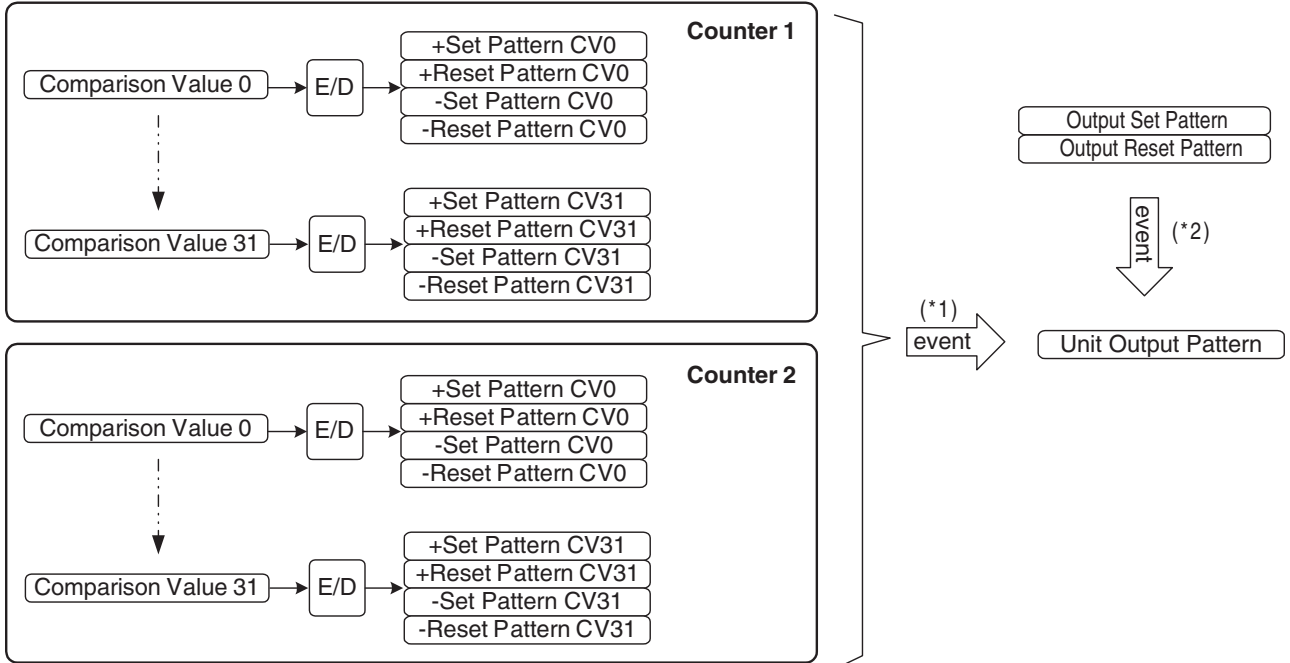 Counter 1
Comparison Value 0
E/D
+Set Pattern CV0
+Reset Pattern CV0
-Set Pattern CV0
-Reset Pattern CV0
Comparison Value 31
E/D
+Set Pattern CV31
+Reset Pattern CV31
-Set Pattern CV31
-Reset Pattern CV31
Counter 2
Comparison Value 0
E/D
+Set Pattern CV0
+Reset Pattern CV0
-Set Pattern CV0
-Reset Pattern CV0
Comparison Value 31
E/D
+Set Pattern CV31
+Reset Pattern CV31
-Set Pattern CV31
-Reset Pattern CV31
(*1)
event
Output Set Pattern
Output Reset Pattern
event
(*2)
Unit Output Pattern